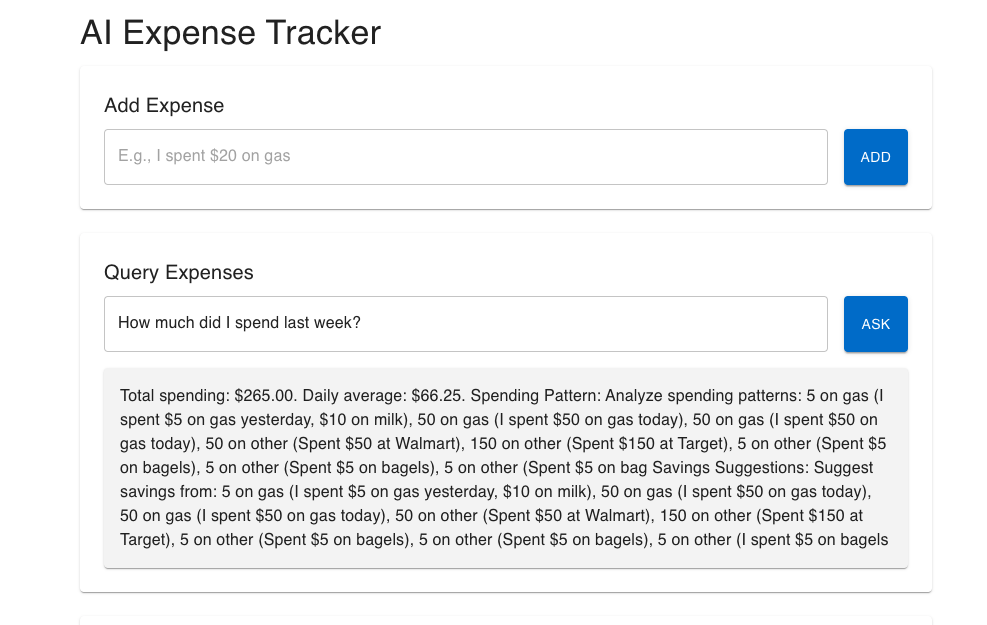 AI Expense Tracker
Add Expense
E.g., I spent $20 on gas
ADD
Query Expenses
How much did I spend last week?
ASK
Total spending: $265.00. Daily average: $66.25. Spending Pattern: Analyze spending patterns: 5 on gas (I
spent $5 on gas yesterday, $10 on milk), 50 on gas (I spent $50 on gas today), 50 on gas (I spent $50 on
gas today), 50 on other (Spent $50 at Walmart), 150 on other (Spent $150 at Target), 5 on other (Spent $5
on bagels), 5 on other (Spent $5 on bagels), 5 on other (Spent $5 on bag Savings Suggestions: Suggest
savings from: 5 on gas (I spent $5 on gas yesterday, $10 on milk), 50 on gas (I spent $50 on gas today),
50 on gas (I spent $50 on gas today), 50 on other (Spent $50 at Walmart), 150 on other (Spent $150 at
Target), 5 on other (Spent $5 on bagels), 5 on other (Spent $5 on bagels), 5 on other (I spent $5 on bagels